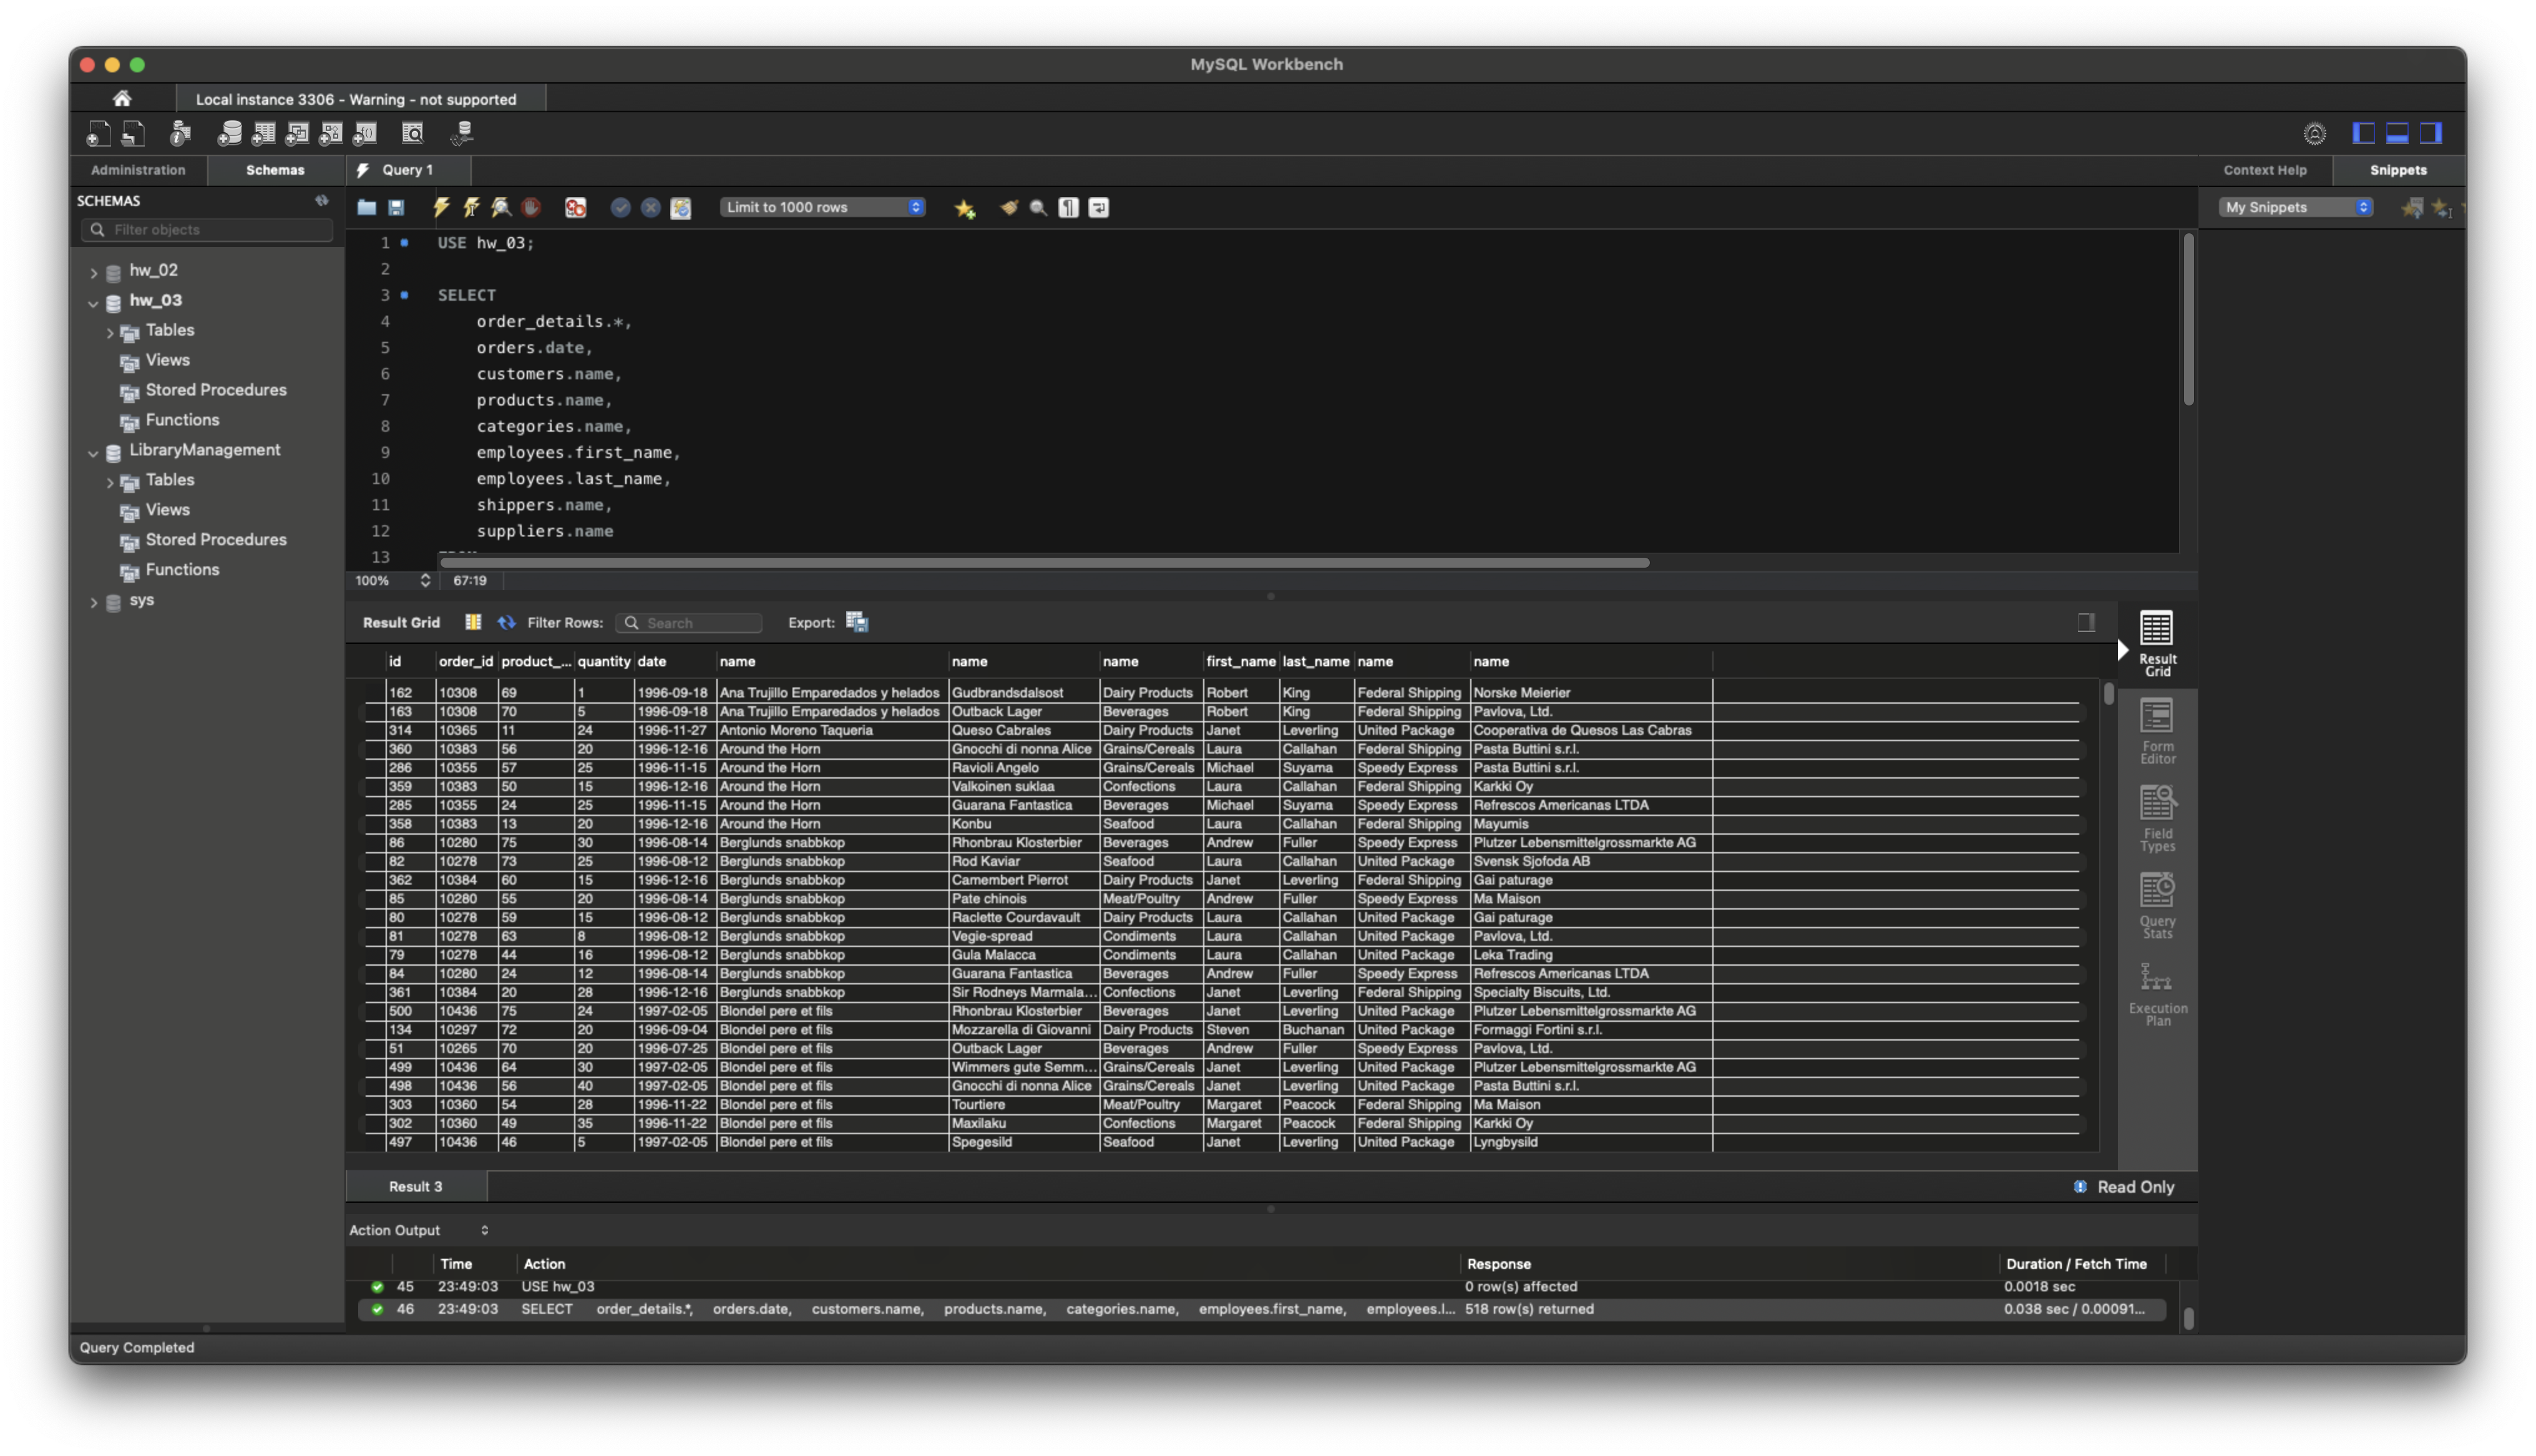 MySQL Workbench
Local instance 3306 - Warning - not supported
Administration
Schemas
Query 1
Context Help
Snippets
SCHEMAS
Limit to 1000 rows
My Snippets
Filter objects
hw_02
hw_03
Tables
Views
Stored Procedures
Functions
LibraryManagement
Tables
Views
Stored Procedures
Functions
sys
1 USE hw_03;
2
3 SELECT
4 order_details.*,
5 orders.date,
6 customers.name,
7 products.name,
8 categories.name,
9 employees.first_name,
10 employees.last_name,
11 shippers.name,
12 suppliers.name
13
100% 67:19
Result Grid Filter Rows: Search Export:
id order_id product_... quantity date name name name first_name last_name name name
162 10308 69 1 1996-09-18 Ana Trujillo Emparedados y helados Gudbrandsdalsost Dairy Products Robert King Federal Shipping Norske Meierier
163 10308 70 5 1996-09-18 Ana Trujillo Emparedados y helados Outback Lager Beverages Robert King Federal Shipping Pavlova, Ltd.
314 10365 11 24 1996-11-27 Antonio Moreno Taqueria Queso Cabrales Dairy Products Janet Leverling United Package Cooperativa de Quesos Las Cabras
360 10383 56 20 1996-12-16 Around the Horn Gnocchi di nonna Alice Grains/Cereals Laura Callahan Federal Shipping Pasta Buttini s.r.l.
286 10355 57 25 1996-11-15 Around the Horn Ravioli Angelo Grains/Cereals Michael Suyama Speedy Express Pasta Buttini s.r.l.
359 10383 50 15 1996-12-16 Around the Horn Valkoinen suklaa Confections Laura Callahan Federal Shipping Karkki Oy
285 10355 24 25 1996-11-15 Around the Horn Guarana Fantastica Beverages Michael Suyama Speedy Express Refrescos Americanas LTDA
358 10383 13 20 1996-12-16 Around the Horn Konbu Seafood Laura Callahan Federal Shipping Mayumis
86 10280 75 30 1996-08-14 Berglunds snabbkop Rhonbrau Klosterbier Beverages Andrew Fuller Speedy Express Plutzer Lebensmittelgrossmarkte AG
82 10278 73 25 1996-08-12 Berglunds snabbkop Rod Kaviar Seafood Laura Callahan United Package Svensk Sjofoda AB
362 10384 60 15 1996-12-16 Berglunds snabbkop Camembert Pierrot Dairy Products Janet Leverling Federal Shipping Gai paturage
85 10280 55 20 1996-08-14 Berglunds snabbkop Pate chinois Meat/Poultry Andrew Fuller Speedy Express Ma Maison
80 10278 59 15 1996-08-12 Berglunds snabbkop Raclette Courdavault Dairy Products Laura Callahan United Package Gai paturage
81 10278 63 8 1996-08-12 Berglunds snabbkop Vegie-spread Condiments Laura Callahan United Package Pavlova, Ltd.
79 10278 44 16 1996-08-12 Berglunds snabbkop Gula Malacca Condiments Laura Callahan United Package Leka Trading
84 10280 24 12 1996-08-14 Berglunds snabbkop Guarana Fantastica Beverages Andrew Fuller Speedy Express Refrescos Americanas LTDA
361 10384 20 28 1996-12-16 Berglunds snabbkop Sir Rodneys Marmala... Confections Janet Leverling Federal Shipping Specialty Biscuits, Ltd.
500 10436 75 24 1997-02-05 Blondel pere et fils Rhonbrau Klosterbier Beverages Janet Leverling United Package Plutzer Lebensmittelgrossmarkte AG
134 10297 72 20 1996-09-04 Blondel pere et fils Mozzarella di Giovanni Dairy Products Steven Buchanan United Package Formaggi Fortini s.r.l.
51 10265 70 20 1996-07-25 Blondel pere et fils Outback Lager Beverages Andrew Fuller Speedy Express Pavlova, Ltd.
499 10436 64 30 1997-02-05 Blondel pere et fils Wimmers gute Semm... Grains/Cereals Janet Leverling United Package Plutzer Lebensmittelgrossmarkte AG
498 10436 56 40 1997-02-05 Blondel pere et fils Gnocchi di nonna Alice Grains/Cereals Janet Leverling United Package Pasta Buttini s.r.l.
303 10360 54 28 1996-11-22 Blondel pere et fils Tourtiere Meat/Poultry Margaret Peacock Federal Shipping Ma Maison
302 10360 49 35 1996-11-22 Blondel pere et fils Maxilaku Confections Margaret Peacock Federal Shipping Karkki Oy
497 10436 46 5 1997-02-05 Blondel pere et fils Spegesild Seafood Janet Leverling United Package Lyngbysild
Result
Grid
Form
Editor
Field
Types
Query
Stats
Execution
Plan
Result 3
Read Only
Action Output
Time Action Response Duration / Fetch Time
45 23:49:03 USE hw_03 0 row(s) affected 0.0018 sec
46 23:49:03 SELECT order_details.*, orders.date, customers.name, products.name, categories.name, employees.first_name, employees.l... 518 row(s) returned 0.038 sec / 0.00091...
Query Completed